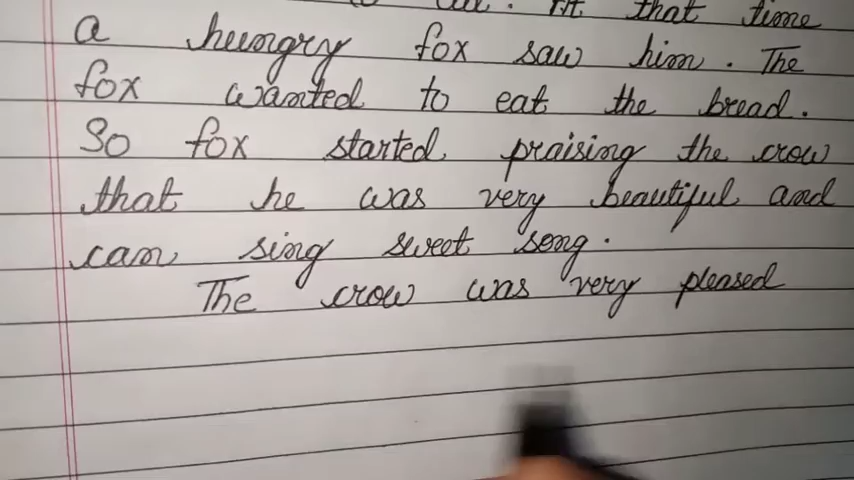 . At that time
a hungry fox saw him. The
fox wanted to eat the bread.
So fox started praising the crow
that he was very beautiful and
can sing sweet song.
The crow was very pleased